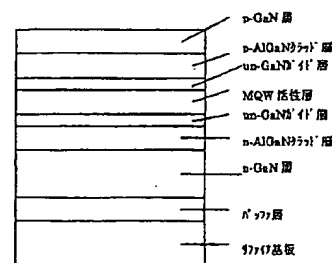 p-GaN 層
p-AlGaNクラッド層
un-GaNガイド層
MQW 活性層
un-GaNガイド層
n-AlGaNクラッド層
n-GaN 層
バッファ層
サファイア基板